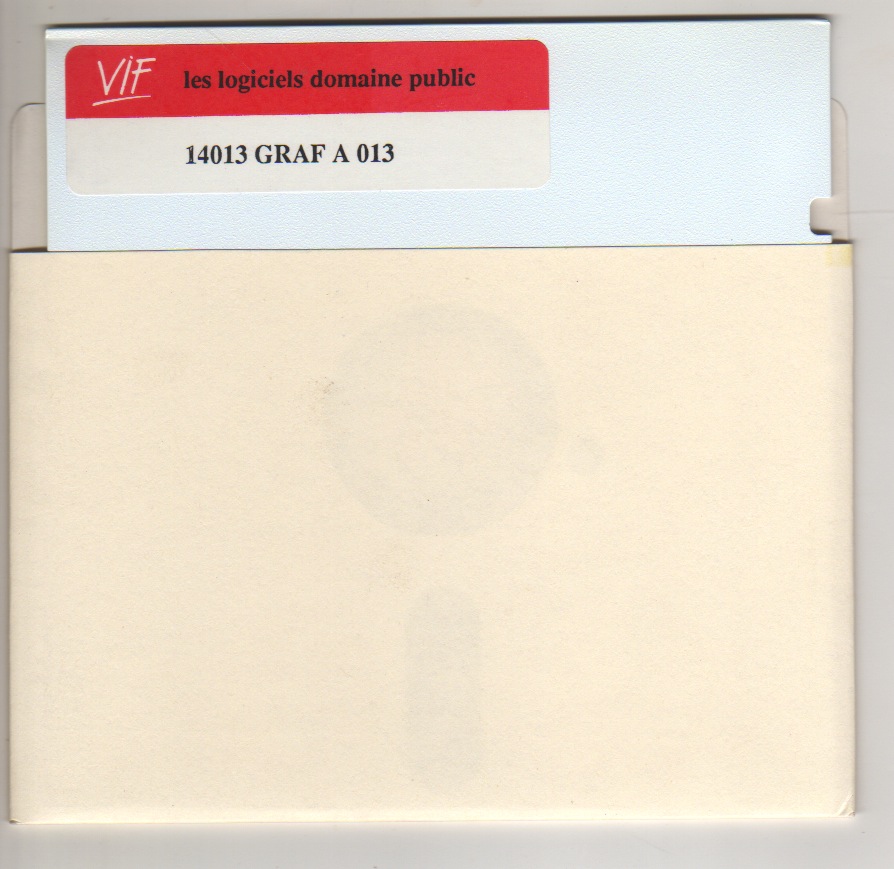 ViF les logiciels domaine public
14013 GRAF A 013